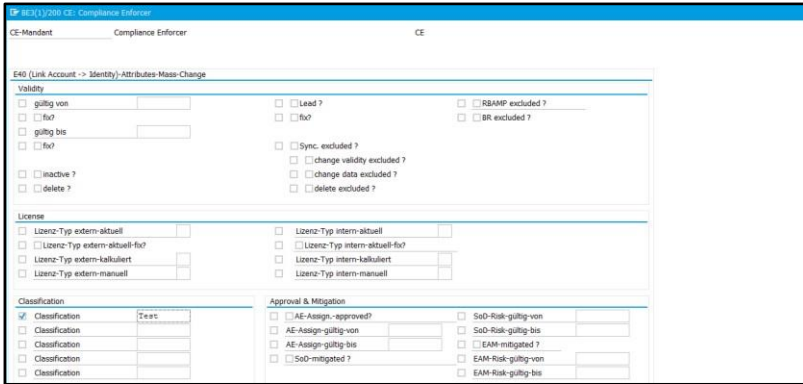 BE3(1)/200 CE: Compliance Enforcer
CE-Mandant Compliance Enforcer CE
E40 (Link Account -> Identity)-Attributes-Mass-Change
Validity
gültig von Lead ? RBAMP excluded ?
fix? fix? BR excluded ?
gültig bis
fix? Sync. excluded ?
change validity excluded ?
inactive ? change data excluded ?
delete ? delete excluded ?
License
Lizenz-Typ extern-aktuell Lizenz-Typ intern-aktuell
Lizenz-Typ extern-aktuell-fix? Lizenz-Typ intern-aktuell-fix?
Lizenz-Typ extern-kalkuliert Lizenz-Typ intern-kalkuliert
Lizenz-Typ extern-manuell Lizenz-Typ intern-manuell
Classification Approval & Mitigation
Classification Test AE-Assign.-approved? SoD-Risk-gültig-von
Classification AE-Assign-gültig-von SoD-Risk-gültig-bis
Classification AE-Assign-gültig-bis EAM-mitigated ?
Classification SoD-mitigated ? EAM-Risk-gültig-von
Classification EAM-Risk-gültig-bis